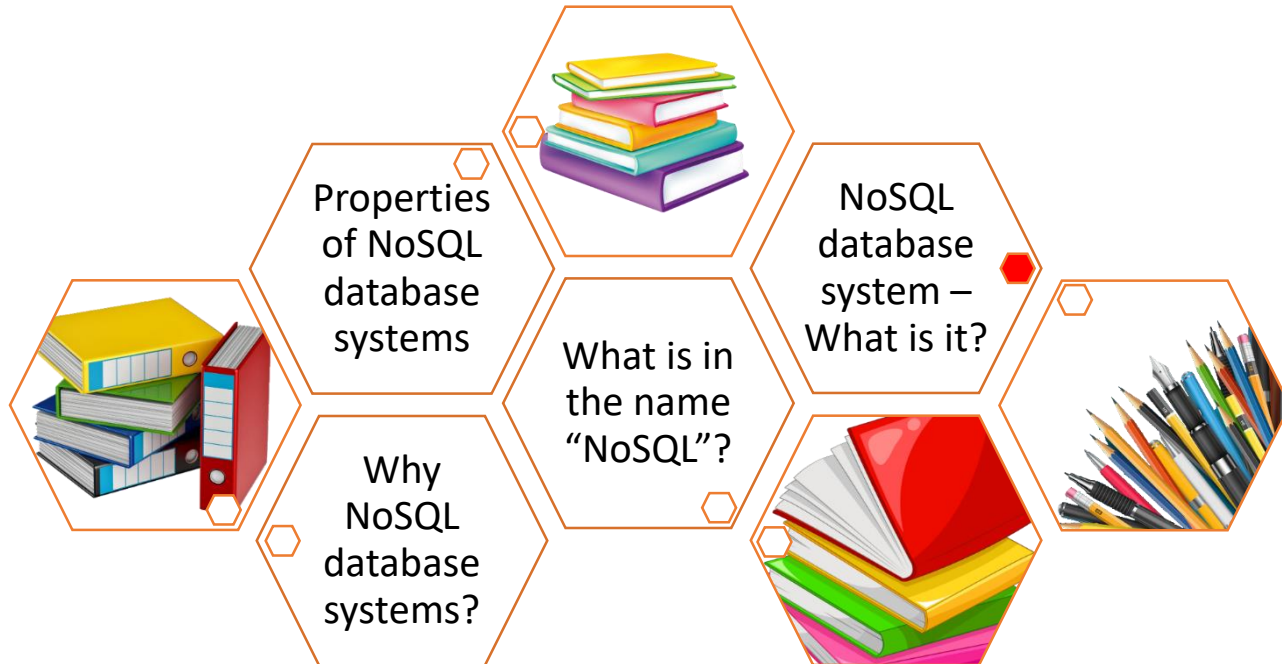 Properties
of NoSQL
database
systems
Why
NoSQL
database
systems?
What is in
the name
“NoSQL”?
NoSQL
database
system –
What is it?